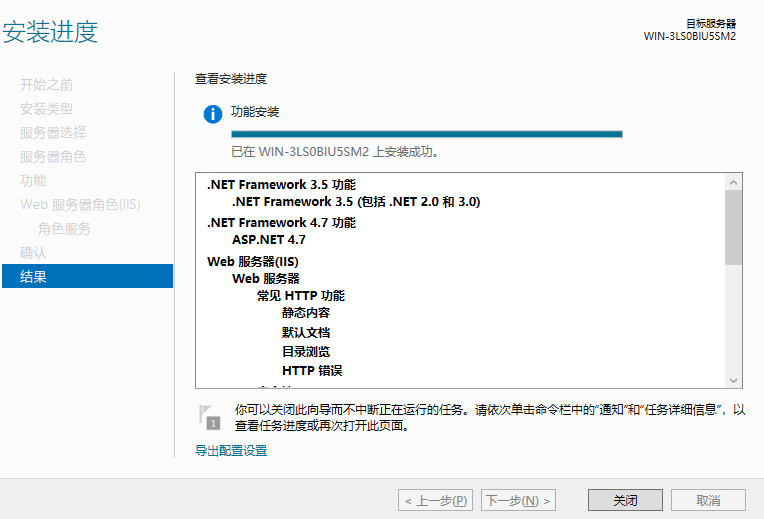 安装进度
目标服务器
WIN-3LS0BIU5SM2
开始之前
安装类型
服务器选择
服务器角色
功能
Web 服务器角色(IIS)
角色服务
确认
结果
查看安装进度
功能安装
已在 WIN-3LS0BIU5SM2 上安装成功。
.NET Framework 3.5 功能
.NET Framework 3.5 (包括 .NET 2.0 和 3.0)
.NET Framework 4.7 功能
ASP.NET 4.7
Web 服务器(IIS)
Web 服务器
常见 HTTP 功能
静态内容
默认文档
目录浏览
HTTP 错误
1
你可以关闭此向导而不中断正在运行的任务。请依次单击命令栏中的“通知”和“任务详细信息”，以
查看任务进度或再次打开此页面。
导出配置设置
< 上一步(P)
下一步(N) >
关闭
取消